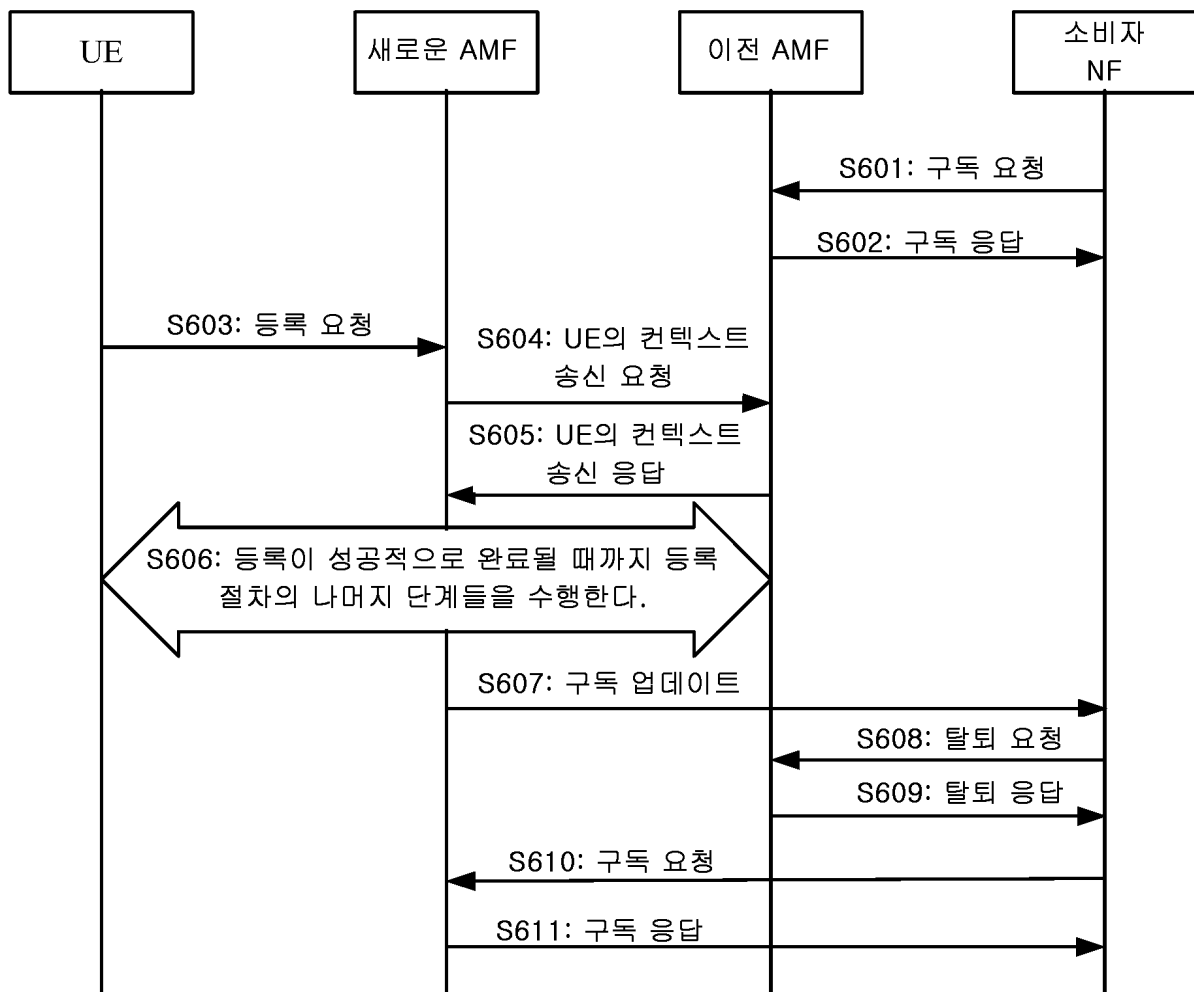 UE
새로운 AMF
이전 AMF
소비자
NF
S601: 구독 요청
S602: 구독 응답
S603: 등록 요청
S604: UE의 컨텍스트
송신 요청
S605: UE의 컨텍스트
송신 응답
S606: 등록이 성공적으로 완료될 때까지 등록
절차의 나머지 단계들을 수행한다.
S607: 구독 업데이트
S608: 탈퇴 요청
S609: 탈퇴 응답
S610: 구독 요청
S611: 구독 응답